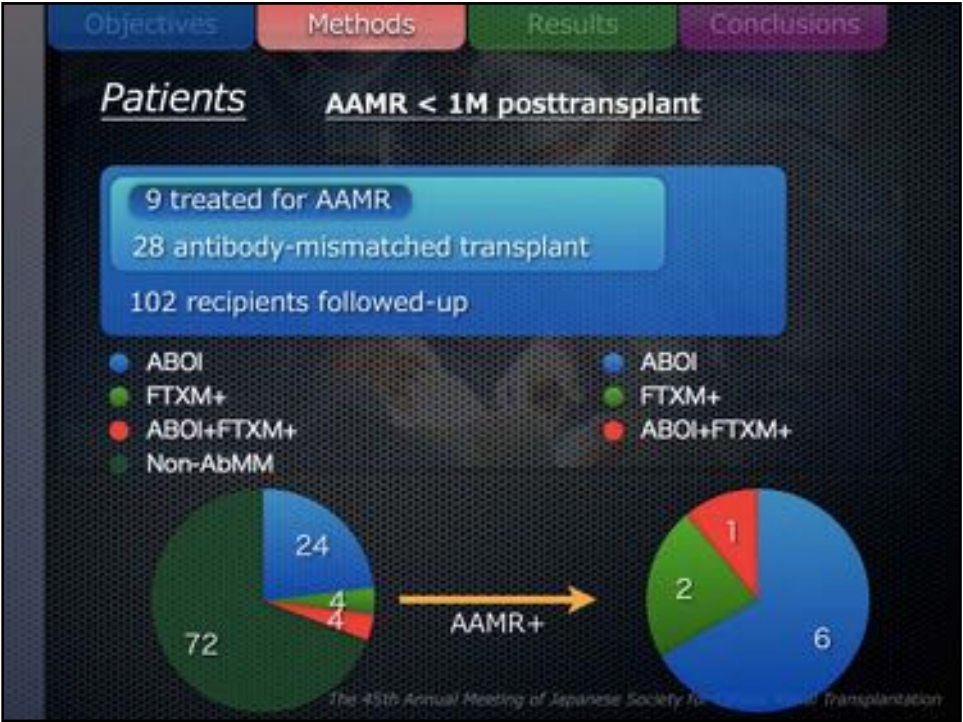 Objectives Methods Results Conclusions
Patients AAMR < 1M posttransplant
9 treated for AAMR
28 antibody-mismatched transplant
102 recipients followed-up
ABOI
FTXM+
ABOI+FTXM+
Non-AbMM
ABOI
FTXM+
ABOI+FTXM+
24
4
4
72
AAMR+
1
2
6
The 45th Annual Meeting of Japanese Society for Transplantation